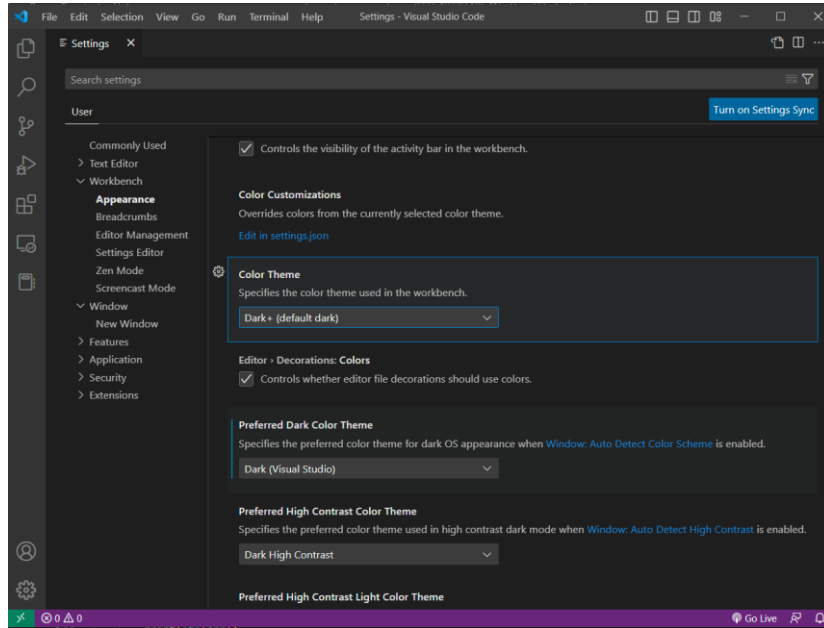 File Edit Selection View Go Run Terminal Help Settings - Visual Studio Code
Settings
Search settings
User
Turn on Settings Sync
Commonly Used
Text Editor
Workbench
Appearance
Breadcrumbs
Editor Management
Settings Editor
Zen Mode
Screencast Mode
Window
New Window
Features
Application
Security
Extensions
Controls the visibility of the activity bar in the workbench.
Color Customizations
Overrides colors from the currently selected color theme.
Edit in settings.json
Color Theme
Specifies the color theme used in the workbench.
Dark+ (default dark)
Editor › Decorations: Colors
Controls whether editor file decorations should use colors.
Preferred Dark Color Theme
Specifies the preferred color theme for dark OS appearance when Window: Auto Detect Color Scheme is enabled.
Dark (Visual Studio)
Preferred High Contrast Color Theme
Specifies the preferred color theme used in high contrast dark mode when Window: Auto Detect High Contrast is enabled.
Dark High Contrast
Preferred High Contrast Light Color Theme
0 0 Go Live